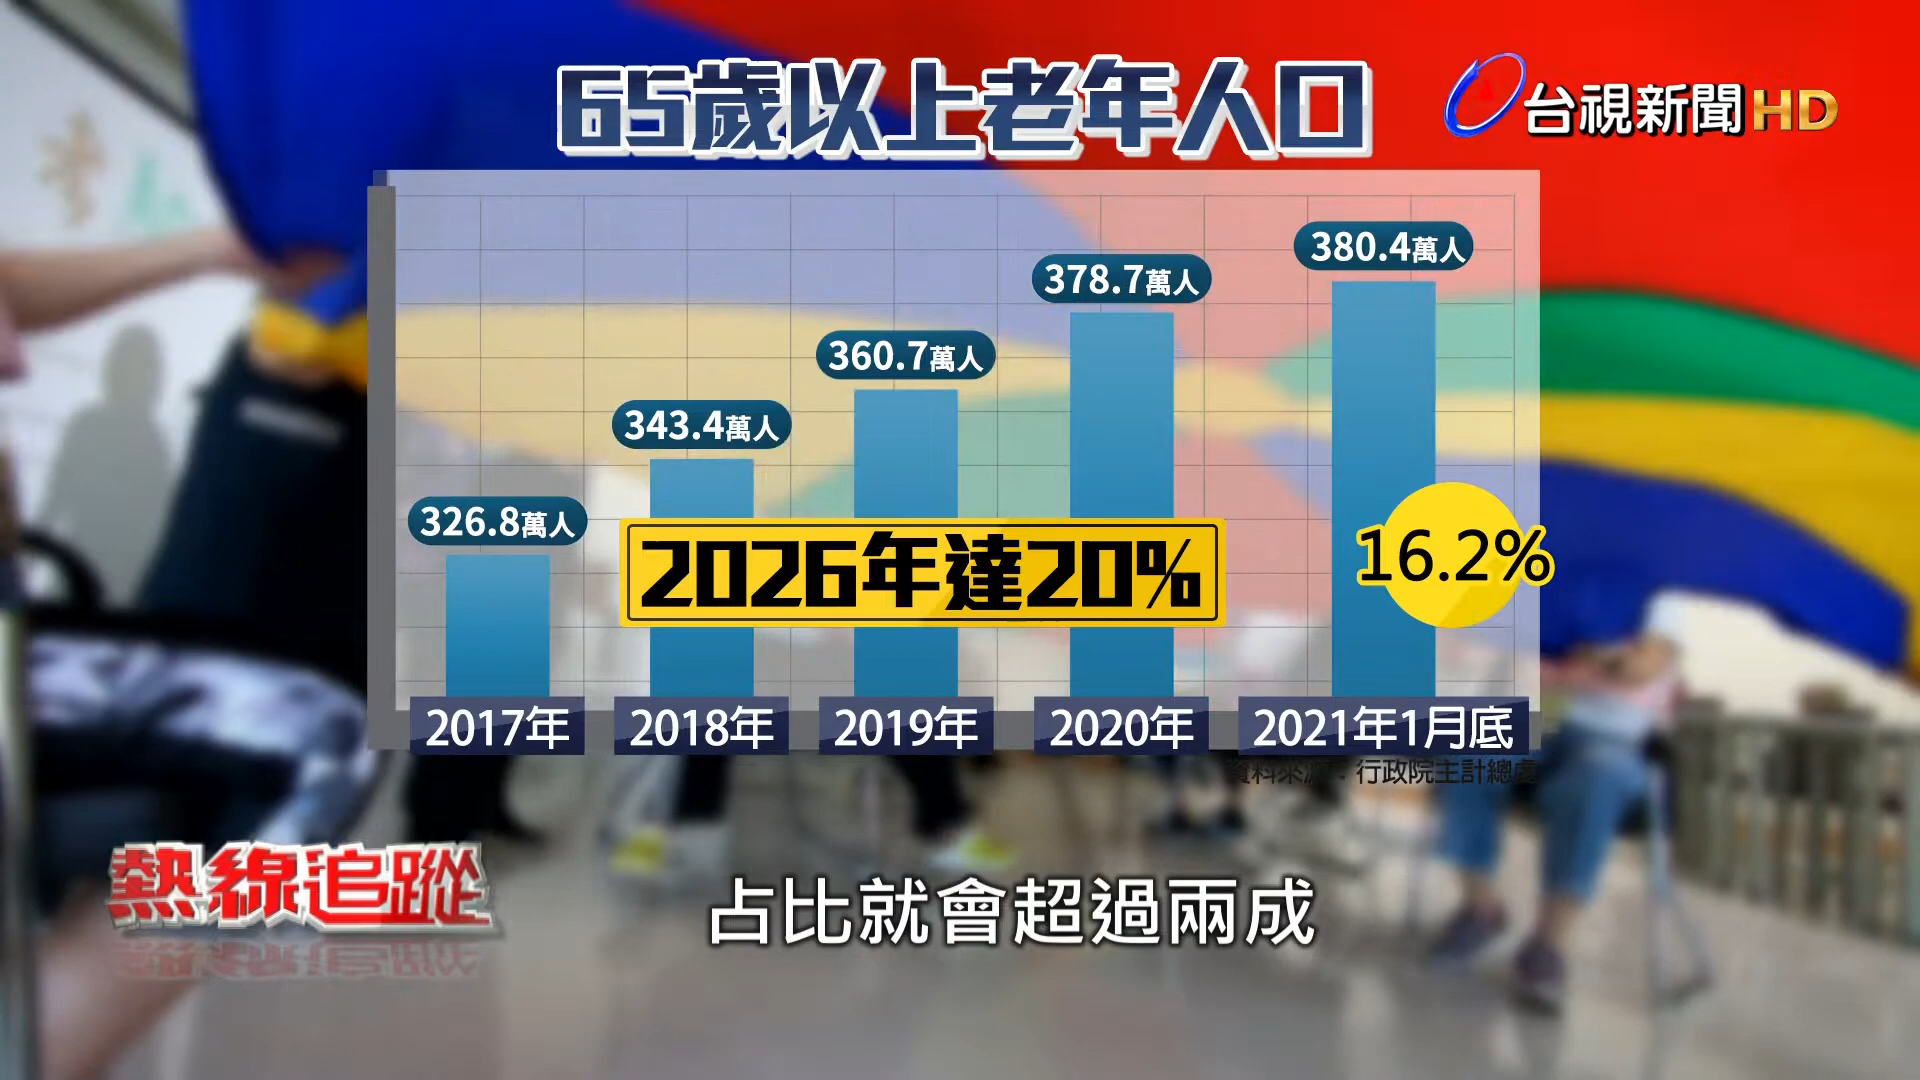 65歲以上老年人口
台視新聞HD
380.4萬人
378.7萬人
360.7萬人
343.4萬人
326.8萬人
2026年達20%
16.2%
2017年
2018年
2019年
2020年
2021年1月底
資料來源：行政院主計總處
熱線追蹤
占比就會超過兩成